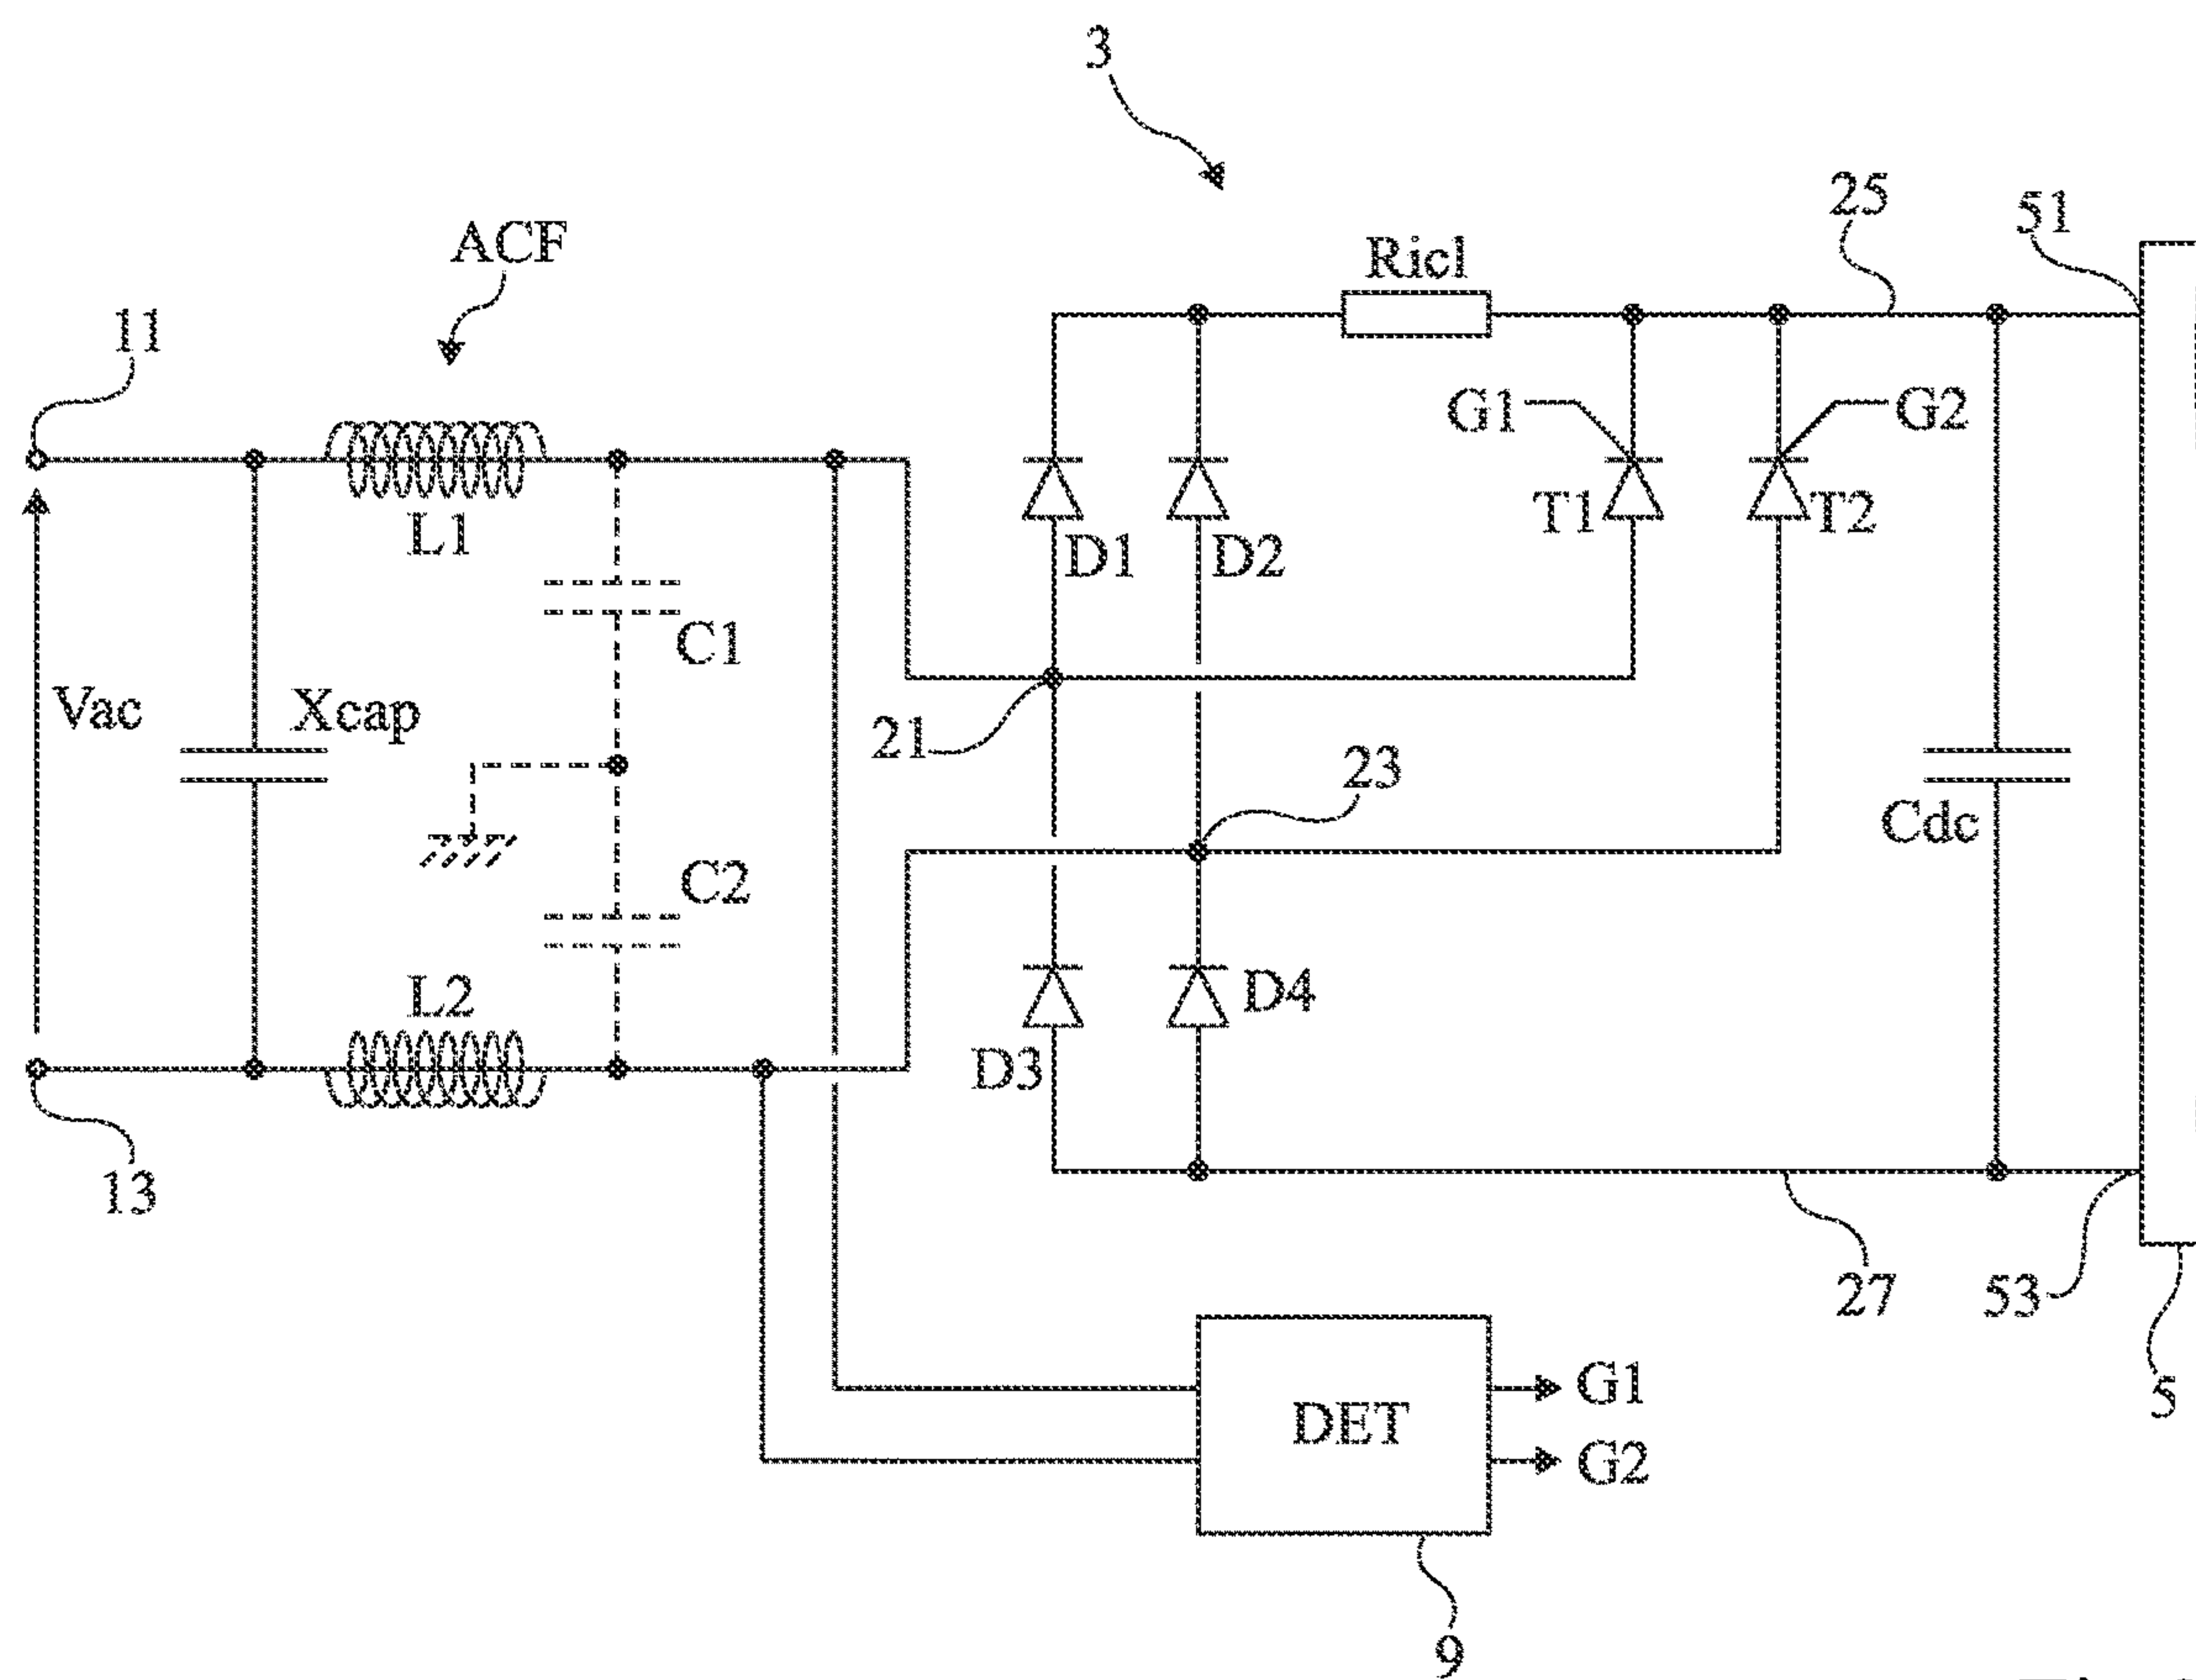 3
ACF
Ricl
25
51
11
G1
G2
L1
T1
T2
D1
D2
C1
Vac
Xcap
21
23
Cdc
C2
L2
D4
D3
13
27
53
DET
G1
G2
5
9